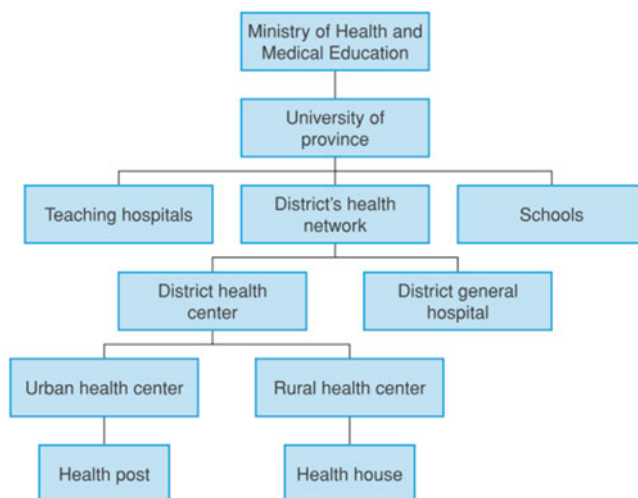 Ministry of Health and
Medical Education
University of
province
Teaching hospitals
District's health
network
Schools
District health
center
District general
hospital
Urban health center
Rural health center
Health post
Health house